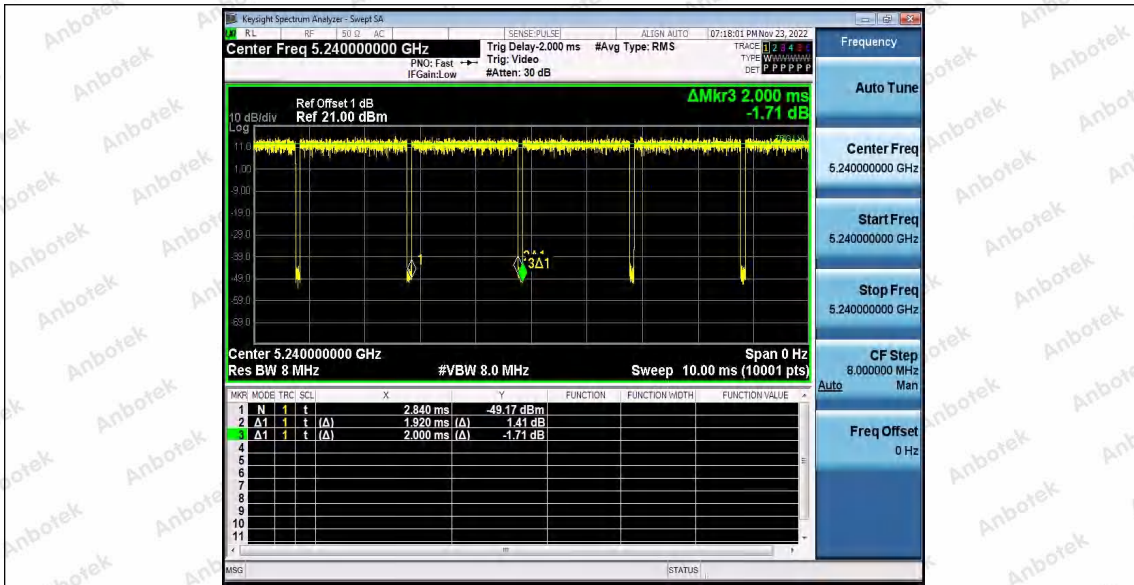 Keysight Spectrum Analyzer - Swept SA
RL RF 50 Ω AC SENSE:PULSE ALIGN AUTO 07:18:01 PM Nov 23, 2022
Center Freq 5.240000000 GHz
PNO: Fast
IFGain:Low
Trig Delay-2.000 ms
Trig: Video
#Atten: 30 dB
#Avg Type: RMS
TRACE 1 2 3 4 5 6
TYPE WWWWWW
DET P P P P P P
Frequency
Auto Tune
Center Freq
5.240000000 GHz
Start Freq
5.240000000 GHz
Stop Freq
5.240000000 GHz
CF Step
8.000000 MHz
Auto Man
Freq Offset
0 Hz
ΔMkr3 2.000 ms
-1.71 dB
Ref Offset 1 dB
10 dB/div Ref 21.00 dBm
Log
11.0
1.00
-9.00
-19.0
-29.0
-39.0
-49.0
-59.0
-69.0
1
3Δ1
Center 5.240000000 GHz Span 0 Hz
Res BW 8 MHz #VBW 8.0 MHz Sweep 10.00 ms (10001 pts)
MKR MODE TRC SCL X Y FUNCTION FUNCTION WIDTH FUNCTION VALUE
1 N 1 t 2.840 ms -49.17 dBm
2 Δ1 1 t (Δ) 1.920 ms (Δ) 1.41 dB
3 Δ1 1 t (Δ) 2.000 ms (Δ) -1.71 dB
4
5
6
7
8
9
10
11
MSG STATUS
Anbotek